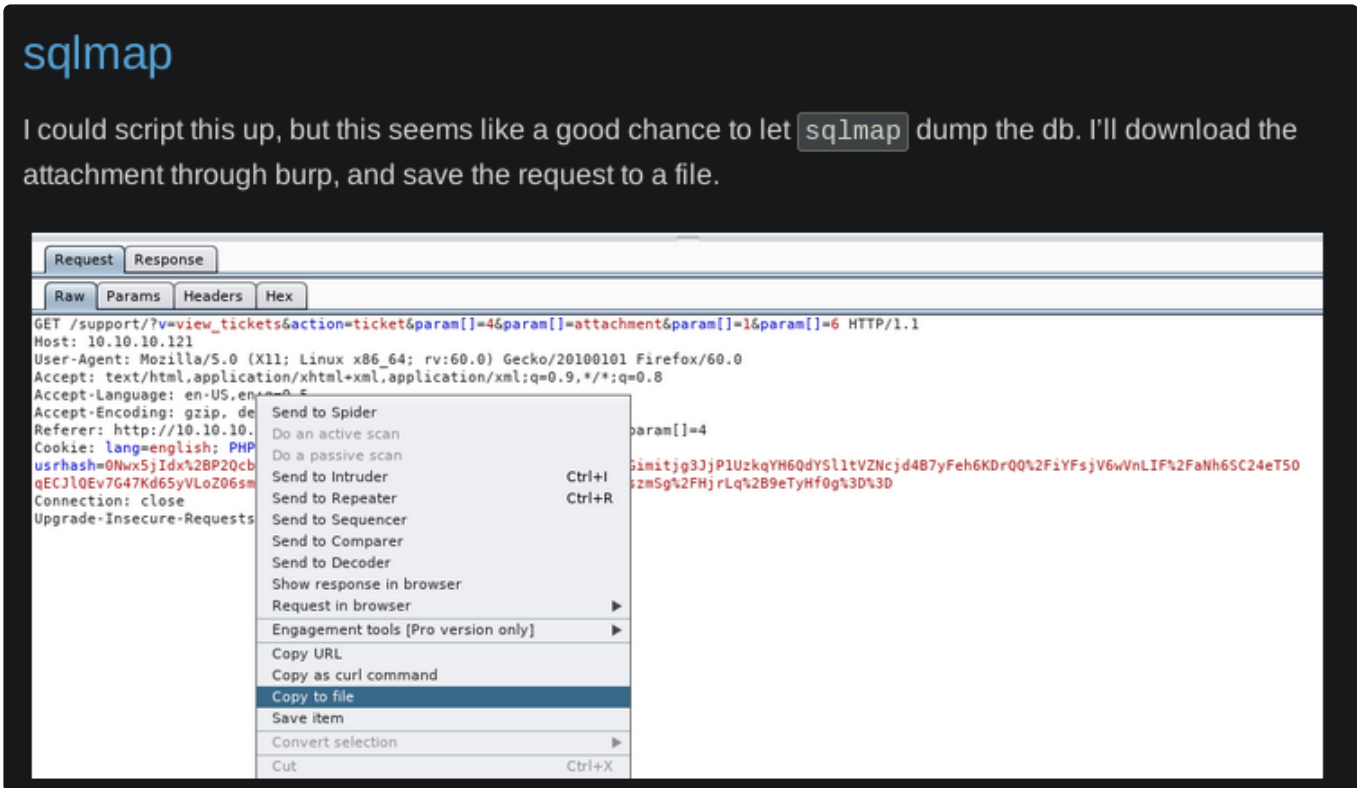 sqlmap
I could script this up, but this seems like a good chance to let sqlmap dump the db. I'll download the
attachment through burp, and save the request to a file.
Request Response
Raw Params Headers Hex
GET /support/?v=view_tickets&action=ticket&param[]=4&param[]=attachment&param[]=1&param[]=6 HTTP/1.1
Host: 10.10.10.121
User-Agent: Mozilla/5.0 (X11; Linux x86_64; rv:60.0) Gecko/20100101 Firefox/60.0
Accept: text/html,application/xhtml+xml,application/xml;q=0.9,*/*;q=0.8
Accept-Language: en-US,en;q=0.5
Accept-Encoding: gzip, de
Referer: http://10.10.10. param[]=4
Cookie: lang=english; PHP
usrhash=0Nwx5jIdx%2BP2Qcb imitjg3JjP1UzkqYH6QdYSl1tVZNcjd4B7yFeh6KDrQQ%2FiYFsjV6wVnLIF%2FaNh6SC24eT5O
qECJlQEv7G47Kd65yVLoZ06sm szmSg%2FHjrLq%2B9eTyHf0g%3D%3D
Connection: close
Upgrade-Insecure-Requests
Send to Spider
Do an active scan
Do a passive scan
Send to Intruder Ctrl+I
Send to Repeater Ctrl+R
Send to Sequencer
Send to Comparer
Send to Decoder
Show response in browser
Request in browser
Engagement tools [Pro version only]
Copy URL
Copy as curl command
Copy to file
Save item
Convert selection
Cut Ctrl+X